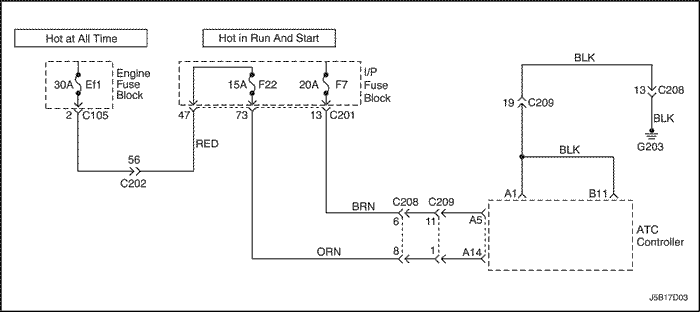 Hot at All Time
Hot in Run And Start
30A Ef1
Engine
Fuse
Block
15A F22
20A F7
I/P
Fuse
Block
2 C105
47
73
13 C201
RED
56
C202
BLK
19 C209
13 C208
BLK
G203
BLK
A1
B11
BRN
C208
C209
6
11
A5
ORN
8
1
A14
ATC
Controller
J5B17D03